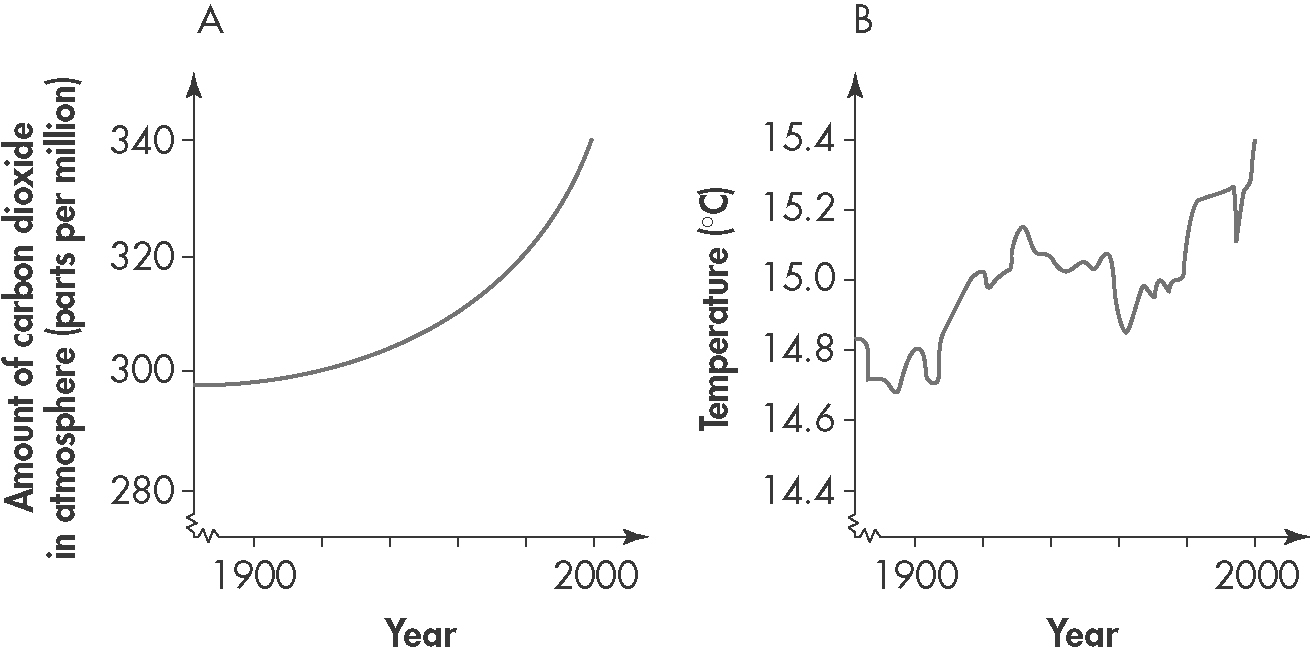 A
Amount of carbon dioxide
in atmosphere (parts per million)
340
320
300
280
1900
2000
Year
B
Temperature (°C)
15.4
15.2
15.0
14.8
14.6
14.4
1900
2000
Year